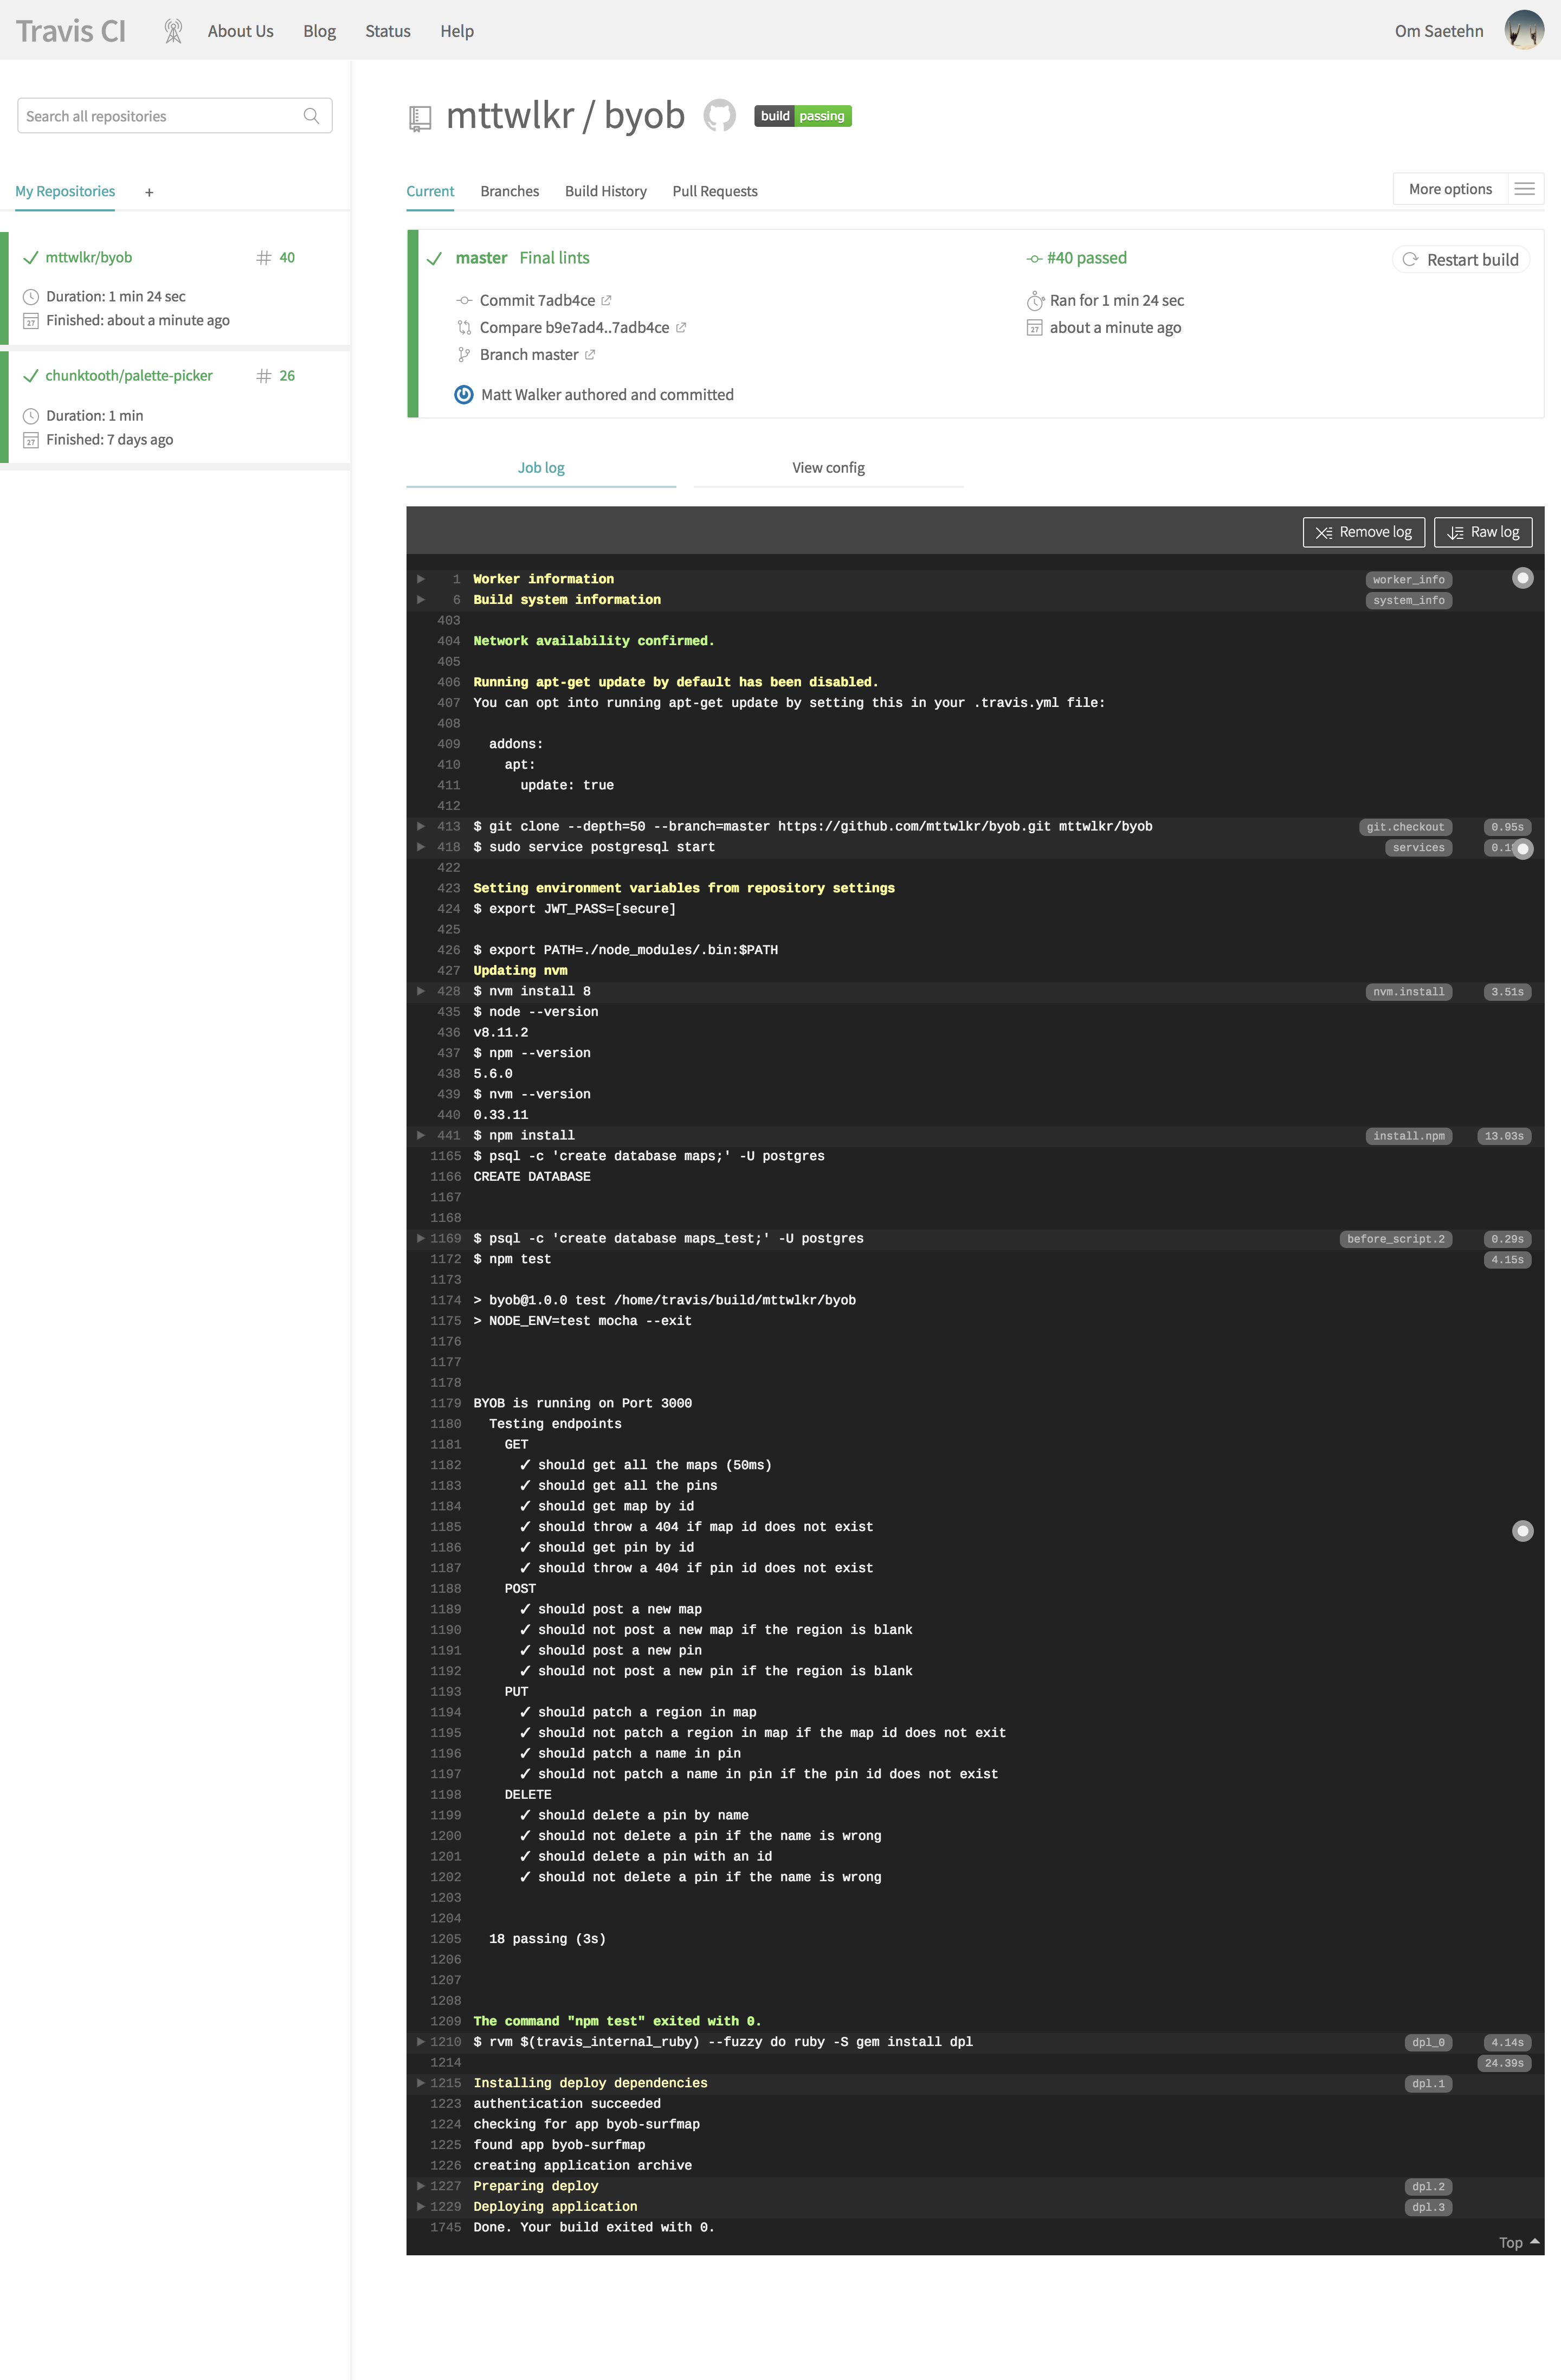 Travis CI
About Us
Blog
Status
Help
Om Saetehn
Search all repositories
My Repositories
+
mttwlkr/byob
# 40
Duration: 1 min 24 sec
27 Finished: about a minute ago
chunktooth/palette-picker
# 26
Duration: 1 min
27 Finished: 7 days ago
mttwlkr / byob
build passing
Current
Branches
Build History
Pull Requests
More options
master Final lints
#40 passed
Restart build
Commit 7adb4ce
Ran for 1 min 24 sec
Compare b9e7ad4..7adb4ce
27 about a minute ago
Branch master
Matt Walker authored and committed
Job log
View config
Remove log
Raw log
1 Worker information worker_info
6 Build system information system_info
403
404 Network availability confirmed.
405
406 Running apt-get update by default has been disabled.
407 You can opt into running apt-get update by setting this in your .travis.yml file:
408
409 addons:
410 apt:
411 update: true
412
413 $ git clone --depth=50 --branch=master https://github.com/mttwlkr/byob.git mttwlkr/byob git.checkout 0.95s
418 $ sudo service postgresql start services
422
423 Setting environment variables from repository settings
424 $ export JWT_PASS=[secure]
425
426 $ export PATH=./node_modules/.bin:$PATH
427 Updating nvm
428 $ nvm install 8 nvm.install 3.51s
435 $ node --version
436 v8.11.2
437 $ npm --version
438 5.6.0
439 $ nvm --version
440 0.33.11
441 $ npm install install.npm 13.03s
1165 $ psql -c 'create database maps;' -U postgres
1166 CREATE DATABASE
1167
1168
1169 $ psql -c 'create database maps_test;' -U postgres before_script.2 0.29s
1172 $ npm test 4.15s
1173
1174 > byob@1.0.0 test /home/travis/build/mttwlkr/byob
1175 > NODE_ENV=test mocha --exit
1176
1177
1178
1179 BYOB is running on Port 3000
1180 Testing endpoints
1181 GET
1182 ✓ should get all the maps (50ms)
1183 ✓ should get all the pins
1184 ✓ should get map by id
1185 ✓ should throw a 404 if map id does not exist
1186 ✓ should get pin by id
1187 ✓ should throw a 404 if pin id does not exist
1188 POST
1189 ✓ should post a new map
1190 ✓ should not post a new map if the region is blank
1191 ✓ should post a new pin
1192 ✓ should not post a new pin if the region is blank
1193 PUT
1194 ✓ should patch a region in map
1195 ✓ should not patch a region in map if the map id does not exit
1196 ✓ should patch a name in pin
1197 ✓ should not patch a name in pin if the pin id does not exist
1198 DELETE
1199 ✓ should delete a pin by name
1200 ✓ should not delete a pin if the name is wrong
1201 ✓ should delete a pin with an id
1202 ✓ should not delete a pin if the name is wrong
1203
1204
1205 18 passing (3s)
1206
1207
1208
1209 The command "npm test" exited with 0.
1210 $ rvm $(travis_internal_ruby) --fuzzy do ruby -S gem install dpl dpl_0 4.14s
1214 24.39s
1215 Installing deploy dependencies dpl.1
1223 authentication succeeded
1224 checking for app byob-surfmap
1225 found app byob-surfmap
1226 creating application archive
1227 Preparing deploy dpl.2
1229 Deploying application dpl.3
1745 Done. Your build exited with 0.
Top